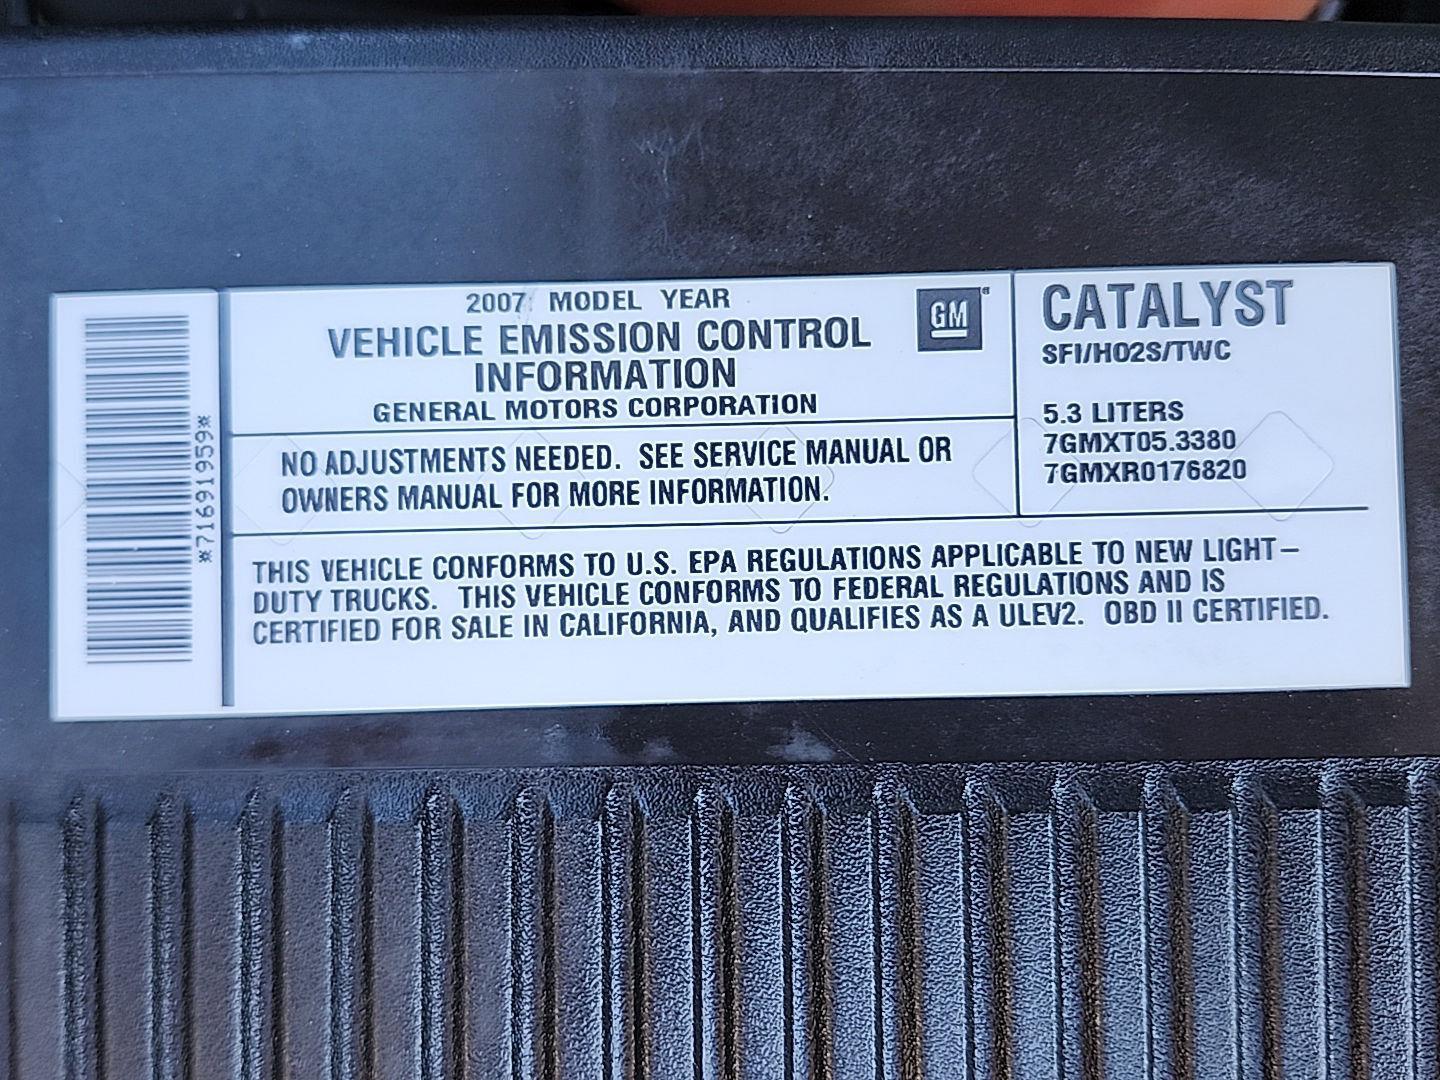 *71691959*
2007 MODEL YEAR
VEHICLE EMISSION CONTROL
INFORMATION
GENERAL MOTORS CORPORATION
GM
NO ADJUSTMENTS NEEDED. SEE SERVICE MANUAL OR
OWNERS MANUAL FOR MORE INFORMATION.
CATALYST
SFI/HO2S/TWC
5.3 LITERS
7GMXT05.3380
7GMXR0176820
THIS VEHICLE CONFORMS TO U.S. EPA REGULATIONS APPLICABLE TO NEW LIGHT–
DUTY TRUCKS. THIS VEHICLE CONFORMS TO FEDERAL REGULATIONS AND IS
CERTIFIED FOR SALE IN CALIFORNIA, AND QUALIFIES AS A ULEV2. OBD II CERTIFIED.